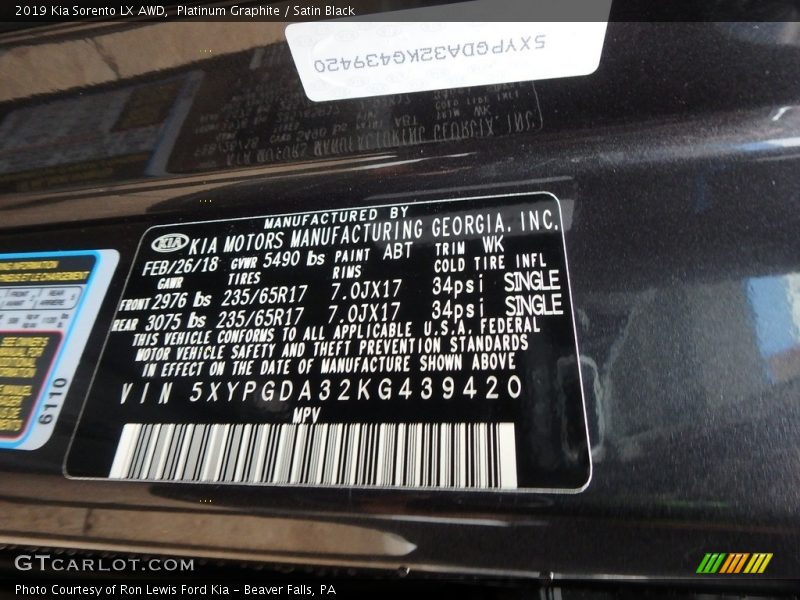 2019 Kia Sorento LX AWD, Platinum Graphite / Satin Black
5XYPGDA32KG439420
MANUFACTURED BY
KIA KIA MOTORS MANUFACTURING GEORGIA, INC.
FEB/26/18 GVWR 5490 lbs PAINT ABT TRIM WK
GAWR TIRES RIMS COLD TIRE INFL
FRONT 2976 lbs 235/65R17 7.0JX17 34psi SINGLE
REAR 3075 lbs 235/65R17 7.0JX17 34psi SINGLE
THIS VEHICLE CONFORMS TO ALL APPLICABLE U.S.A. FEDERAL
MOTOR VEHICLE SAFETY AND THEFT PREVENTION STANDARDS
IN EFFECT ON THE DATE OF MANUFACTURE SHOWN ABOVE
VIN 5XYPGDA32KG439420
MPV
6110
GTCARLOT.COM
Photo Courtesy of Ron Lewis Ford Kia - Beaver Falls, PA